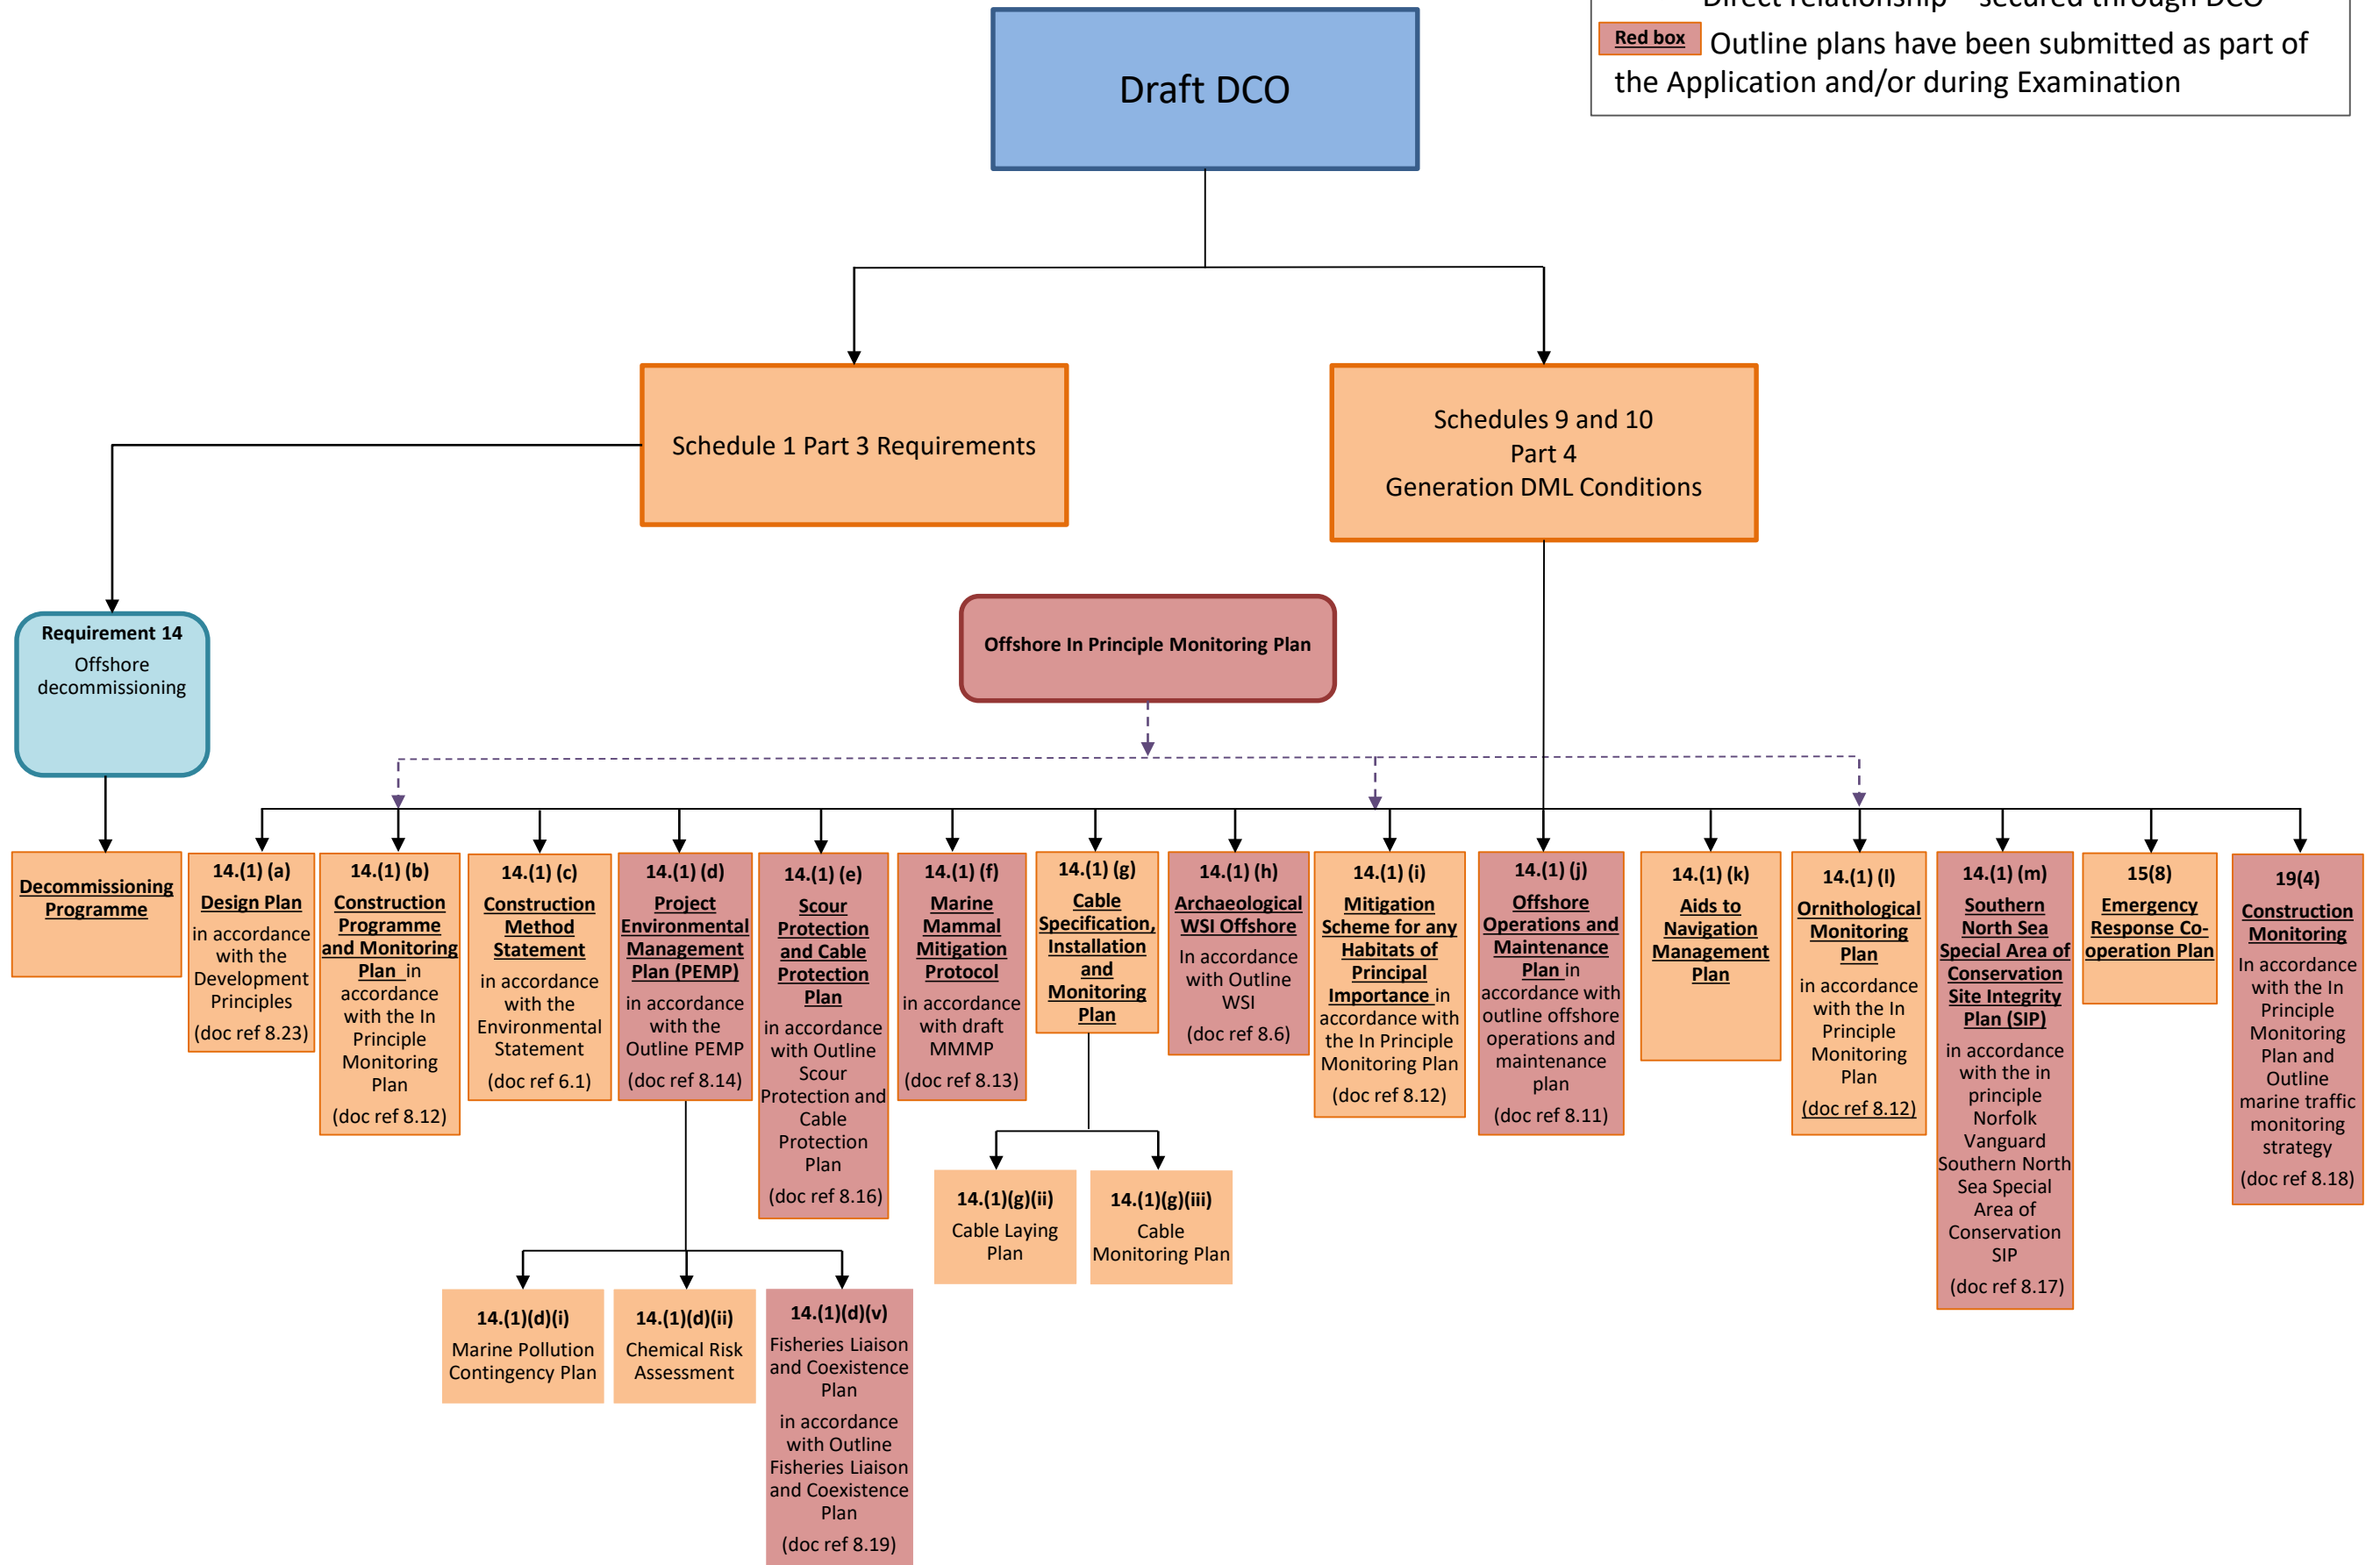 Direct relationship – secured through DCO
Red box Outline plans have been submitted as part of
the Application and/or during Examination
Draft DCO
Schedule 1 Part 3 Requirements
Schedules 9 and 10
Part 4
Generation DML Conditions
Requirement 14
Offshore
decommissioning
Offshore In Principle Monitoring Plan
Decommissioning
Programme
14.(1) (a)
Design Plan
in accordance
with the
Development
Principles
(doc ref 8.23)
14.(1) (b)
Construction
Programme
and Monitoring
Plan in
accordance
with the In
Principle
Monitoring
Plan
(doc ref 8.12)
14.(1) (c)
Construction
Method
Statement
in accordance
with the
Environmental
Statement
(doc ref 6.1)
14.(1) (d)
Project
Environmental
Management
Plan (PEMP)
in accordance
with the
Outline PEMP
(doc ref 8.14)
14.(1) (e)
Scour
Protection
and Cable
Protection
Plan
in accordance
with Outline
Scour
Protection and
Cable
Protection
Plan
(doc ref 8.16)
14.(1) (f)
Marine
Mammal
Mitigation
Protocol
in accordance
with draft
MMMP
(doc ref 8.13)
14.(1) (g)
Cable
Specification,
Installation
and
Monitoring
Plan
14.(1) (h)
Archaeological
WSI Offshore
In accordance
with Outline
WSI
(doc ref 8.6)
14.(1) (i)
Mitigation
Scheme for any
Habitats of
Principal
Importance in
accordance with
the In Principle
Monitoring Plan
(doc ref 8.12)
14.(1) (j)
Offshore
Operations and
Maintenance
Plan in
accordance with
outline offshore
operations and
maintenance
plan
(doc ref 8.11)
14.(1) (k)
Aids to
Navigation
Management
Plan
14.(1) (l)
Ornithological
Monitoring
Plan
in accordance
with the In
Principle
Monitoring
Plan
(doc ref 8.12)
14.(1) (m)
Southern
North Sea
Special Area of
Conservation
Site Integrity
Plan (SIP)
in accordance
with the in
principle
Norfolk
Vanguard
Southern North
Sea Special
Area of
Conservation
SIP
(doc ref 8.17)
15(8)
Emergency
Response Co-
operation Plan
19(4)
Construction
Monitoring
In accordance
with the In
Principle
Monitoring
Plan and
Outline
marine traffic
monitoring
strategy
(doc ref 8.18)
14.(1)(g)(ii)
Cable Laying
Plan
14.(1)(g)(iii)
Cable
Monitoring Plan
14.(1)(d)(i)
Marine Pollution
Contingency Plan
14.(1)(d)(ii)
Chemical Risk
Assessment
14.(1)(d)(v)
Fisheries Liaison
and Coexistence
Plan
in accordance
with Outline
Fisheries Liaison
and Coexistence
Plan
(doc ref 8.19)